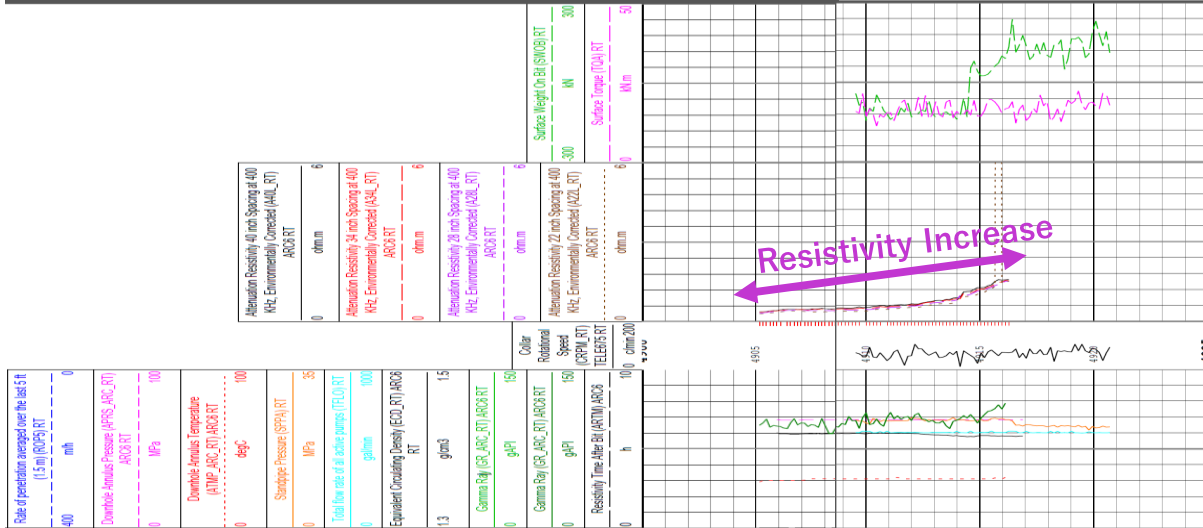 Surface Weight On Bit (SWOB) RT
-300 kN 300
Surface Torque (TQA) RT
0 kN.m 50
Attenuation Resistivity 40 inch Spacing at 400
KHz, Environmentally Corrected (A40L_RT)
ARC6 RT
0 ohm.m 6
Attenuation Resistivity 34 inch Spacing at 400
KHz, Environmentally Corrected (A34L_RT)
ARC6 RT
0 ohm.m 6
Attenuation Resistivity 28 inch Spacing at 400
KHz, Environmentally Corrected (A28L_RT)
ARC6 RT
0 ohm.m 6
Attenuation Resistivity 22 inch Spacing at 400
KHz, Environmentally Corrected (A22L_RT)
ARC6 RT
0 ohm.m 6
Resistivity Increase
Collar
Rotational
Speed
(CRPM_RT)
TELE675 RT
0 c/min 200
4905
4910
4915
4920
Rate of penetration averaged over the last 5 ft
(1.5 m) (ROP5) RT
400 m/h 0
Downhole Annulus Pressure (APRS_ARC_RT)
ARC6 RT
0 MPa 100
Downhole Annulus Temperature
(ATMP_ARC_RT) ARC6 RT
0 degC 100
Standpipe Pressure (SPPA) RT
0 MPa 35
Total flow rate of all active pumps (TFLO) RT
0 gal/min 1000
Equivalent Circulating Density (ECD_RT) ARC6
RT
1.3 g/cm3 1.5
Gamma Ray (GR_ARC_RT) ARC6 RT
0 gAPI 150
Gamma Ray (GR_ARC_RT) ARC6 RT
0 gAPI 150
Resistivity Time After Bit (ARTM) ARC6
0 h 10